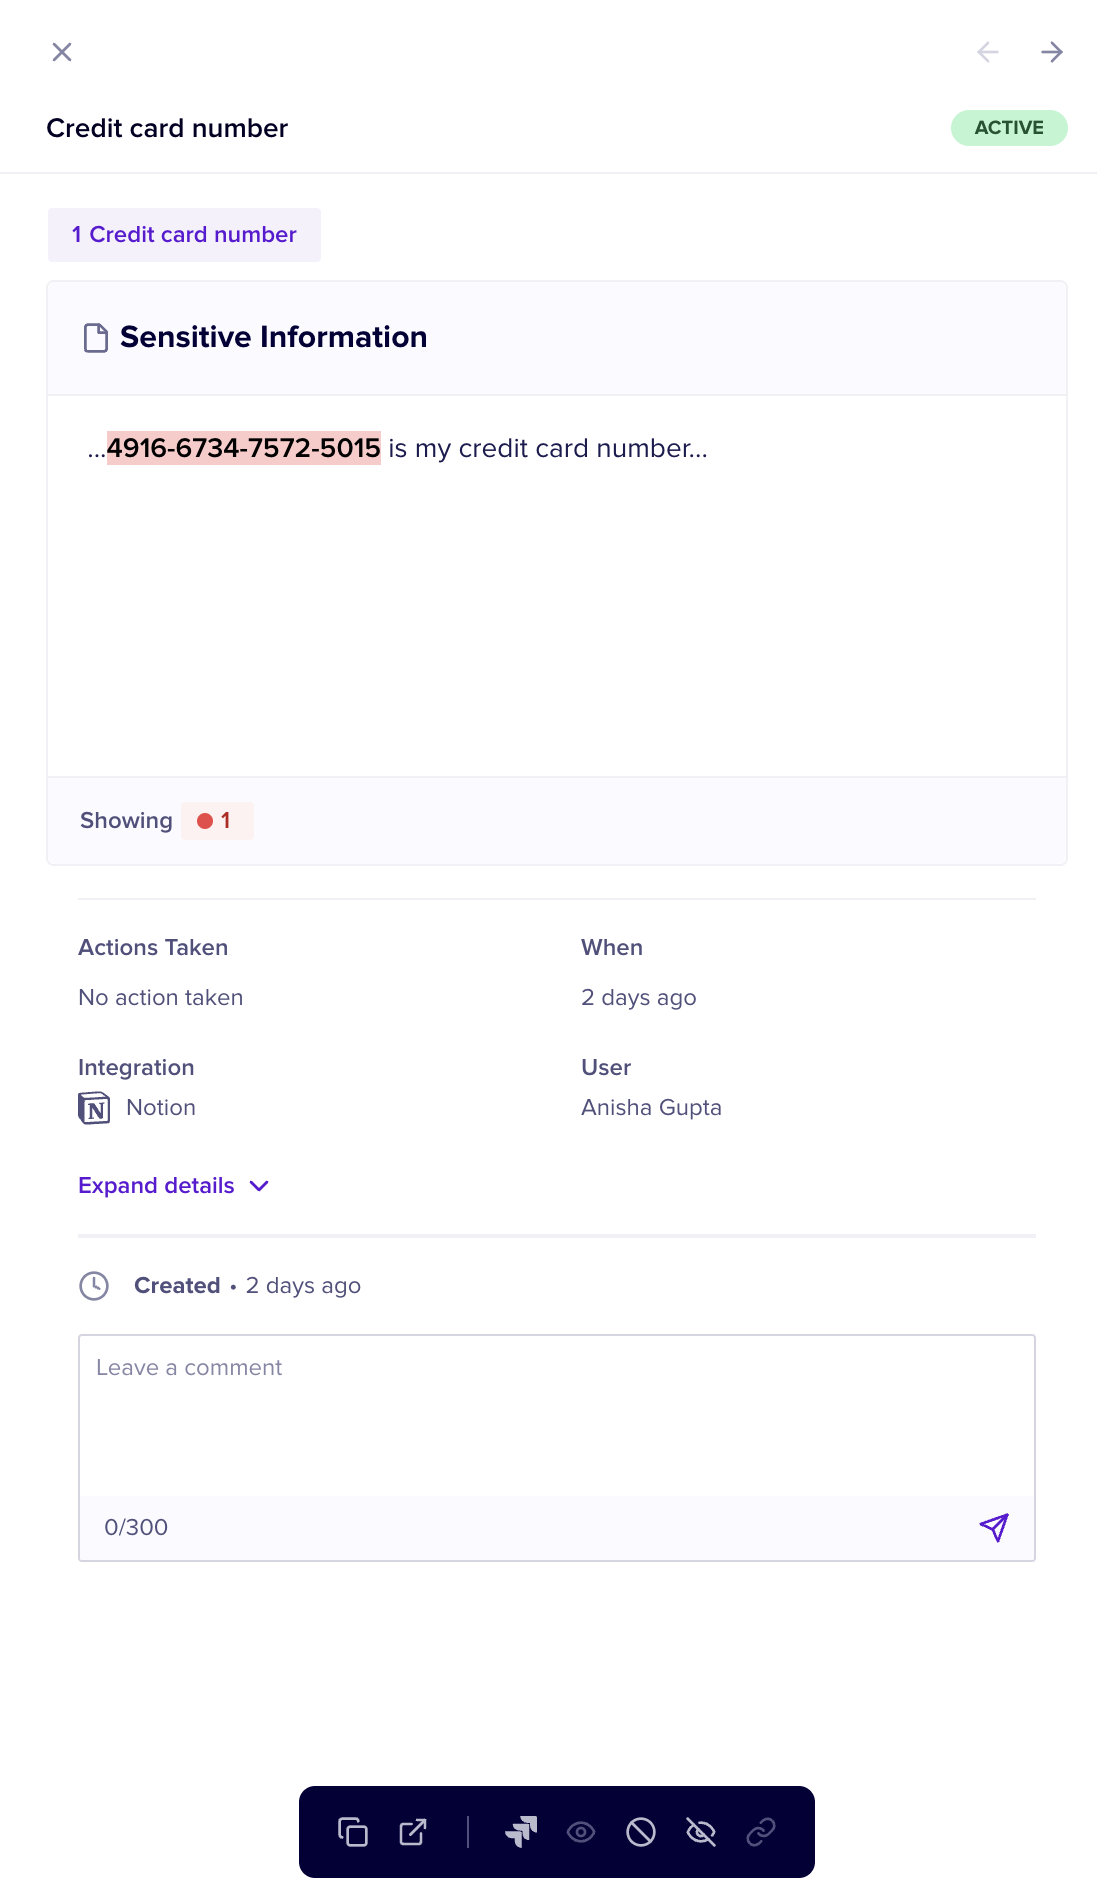 Credit card number
ACTIVE
1 Credit card number
Sensitive Information
...4916-6734-7572-5015 is my credit card number...
Showing 1
Actions Taken
When
No action taken
2 days ago
Integration
User
Notion
Anisha Gupta
Expand details
Created • 2 days ago
Leave a comment
0/300